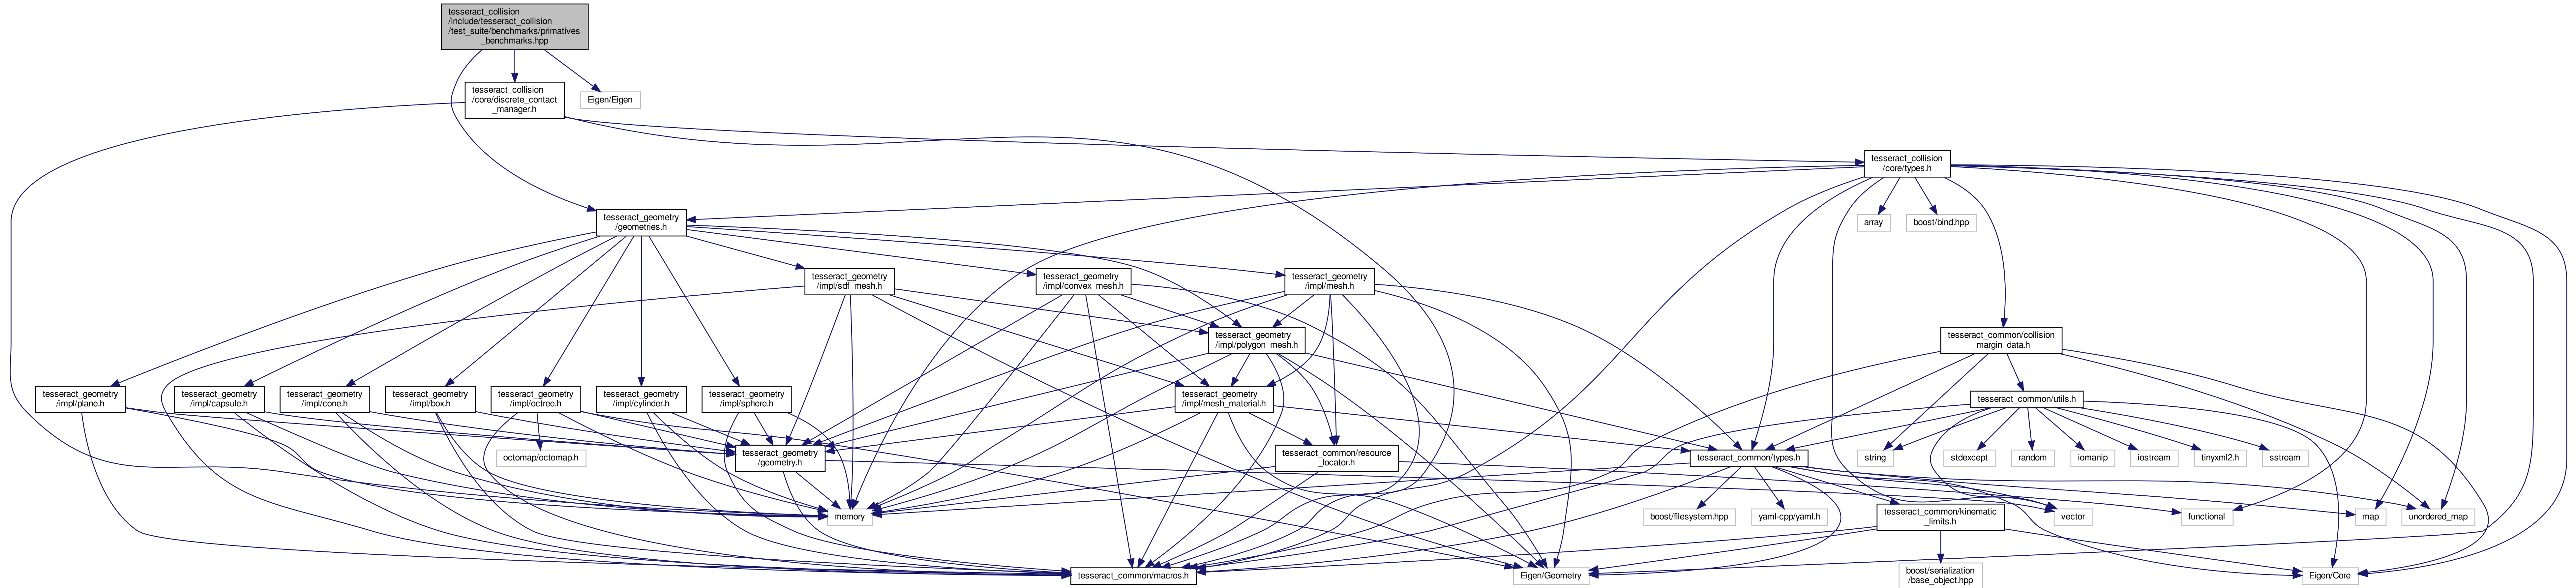 tesseract_collision
/include/tesseract_collision
/test_suite/benchmarks/primatives
_benchmarks.hpp
tesseract_collision
/core/discrete_contact
_manager.h
Eigen/Eigen
tesseract_collision
/core/types.h
tesseract_geometry
/geometries.h
array
boost/bind.hpp
tesseract_geometry
/impl/sdf_mesh.h
tesseract_geometry
/impl/convex_mesh.h
tesseract_geometry
/impl/mesh.h
tesseract_geometry
/impl/polygon_mesh.h
tesseract_common/collision
_margin_data.h
tesseract_geometry
/impl/plane.h
tesseract_geometry
/impl/capsule.h
tesseract_geometry
/impl/cone.h
tesseract_geometry
/impl/box.h
tesseract_geometry
/impl/octree.h
tesseract_geometry
/impl/cylinder.h
tesseract_geometry
/impl/sphere.h
tesseract_geometry
/impl/mesh_material.h
tesseract_common/utils.h
octomap/octomap.h
tesseract_geometry
/geometry.h
tesseract_common/resource
_locator.h
tesseract_common/types.h
string
stdexcept
random
iomanip
iostream
tinyxml2.h
sstream
memory
boost/filesystem.hpp
yaml-cpp/yaml.h
tesseract_common/kinematic
_limits.h
vector
functional
map
unordered_map
tesseract_common/macros.h
Eigen/Geometry
boost/serialization
/base_object.hpp
Eigen/Core